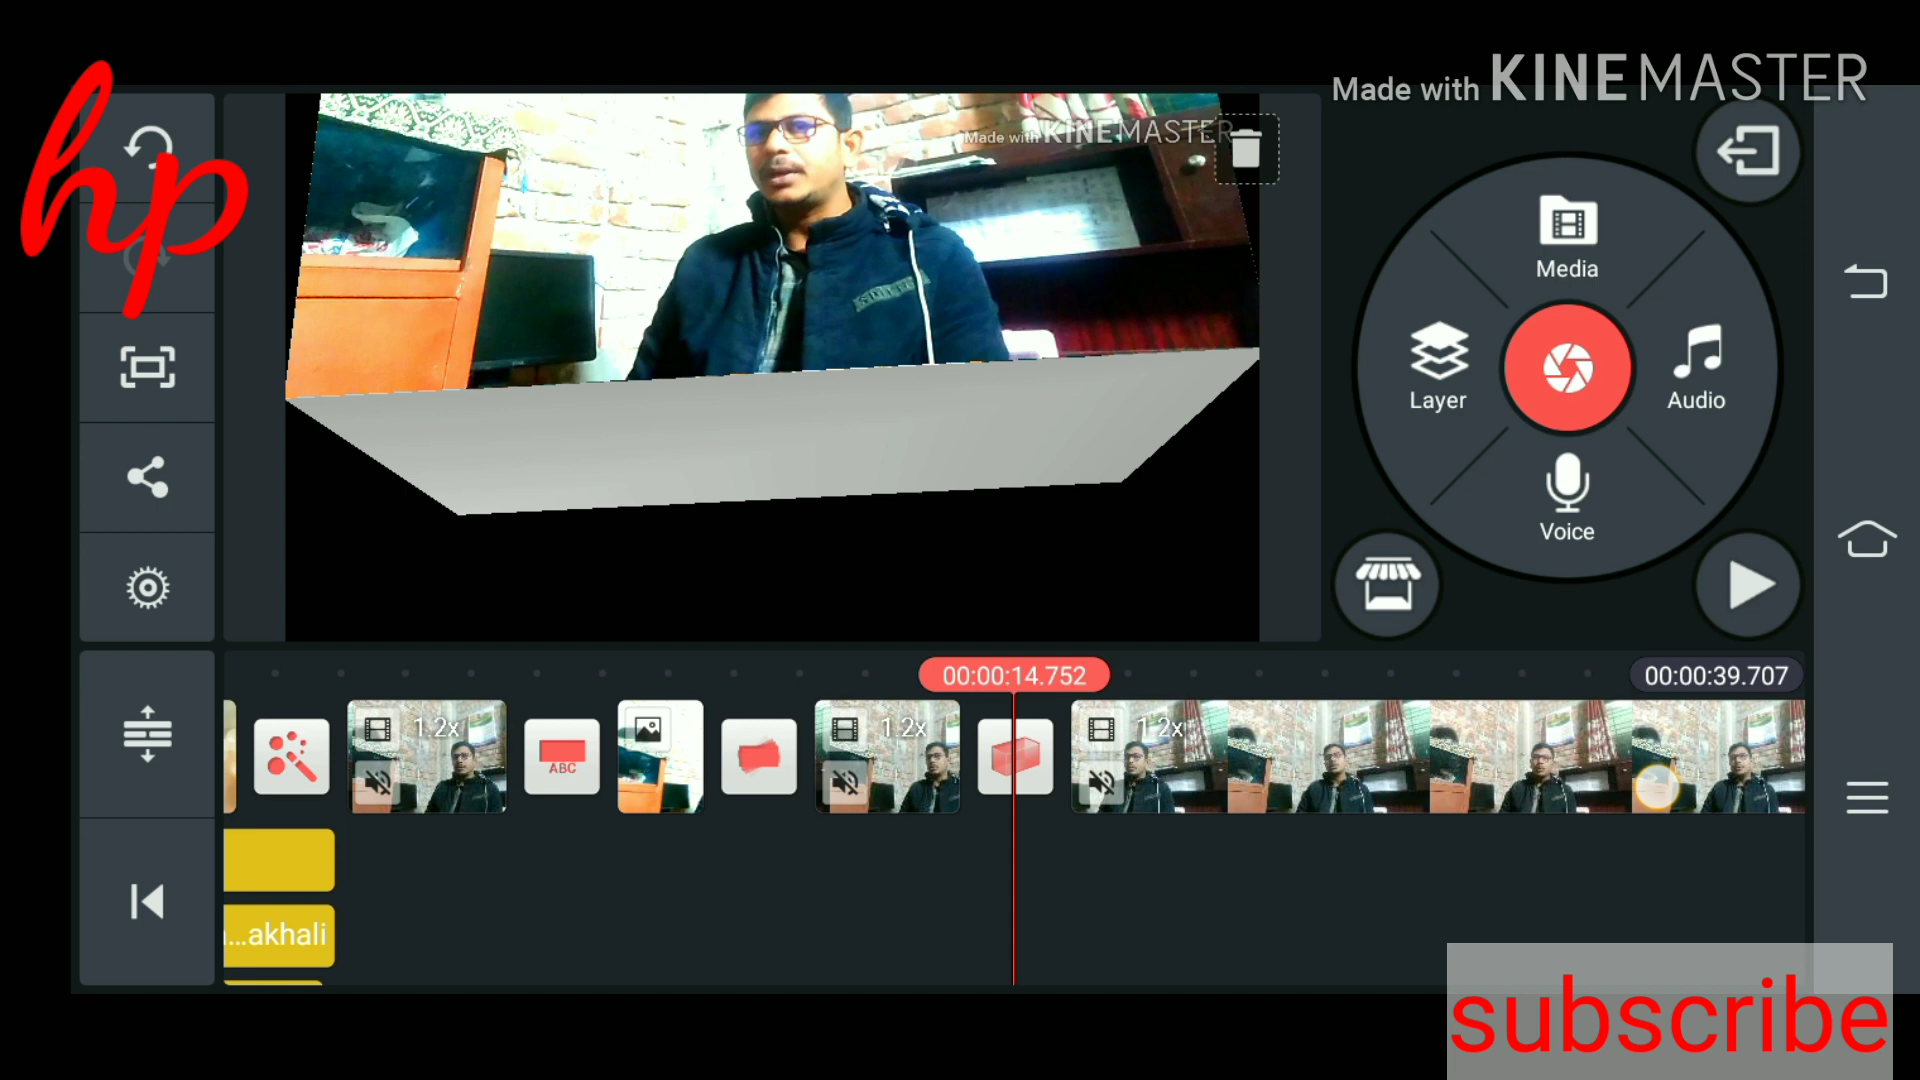 hp
Made with KINEMASTER
Made with KINEMASTER
Media
Layer
Audio
Voice
00:00:14.752
00:00:39.707
1.2x
ABC
1.2x
1.2x
...akhali
subscribe